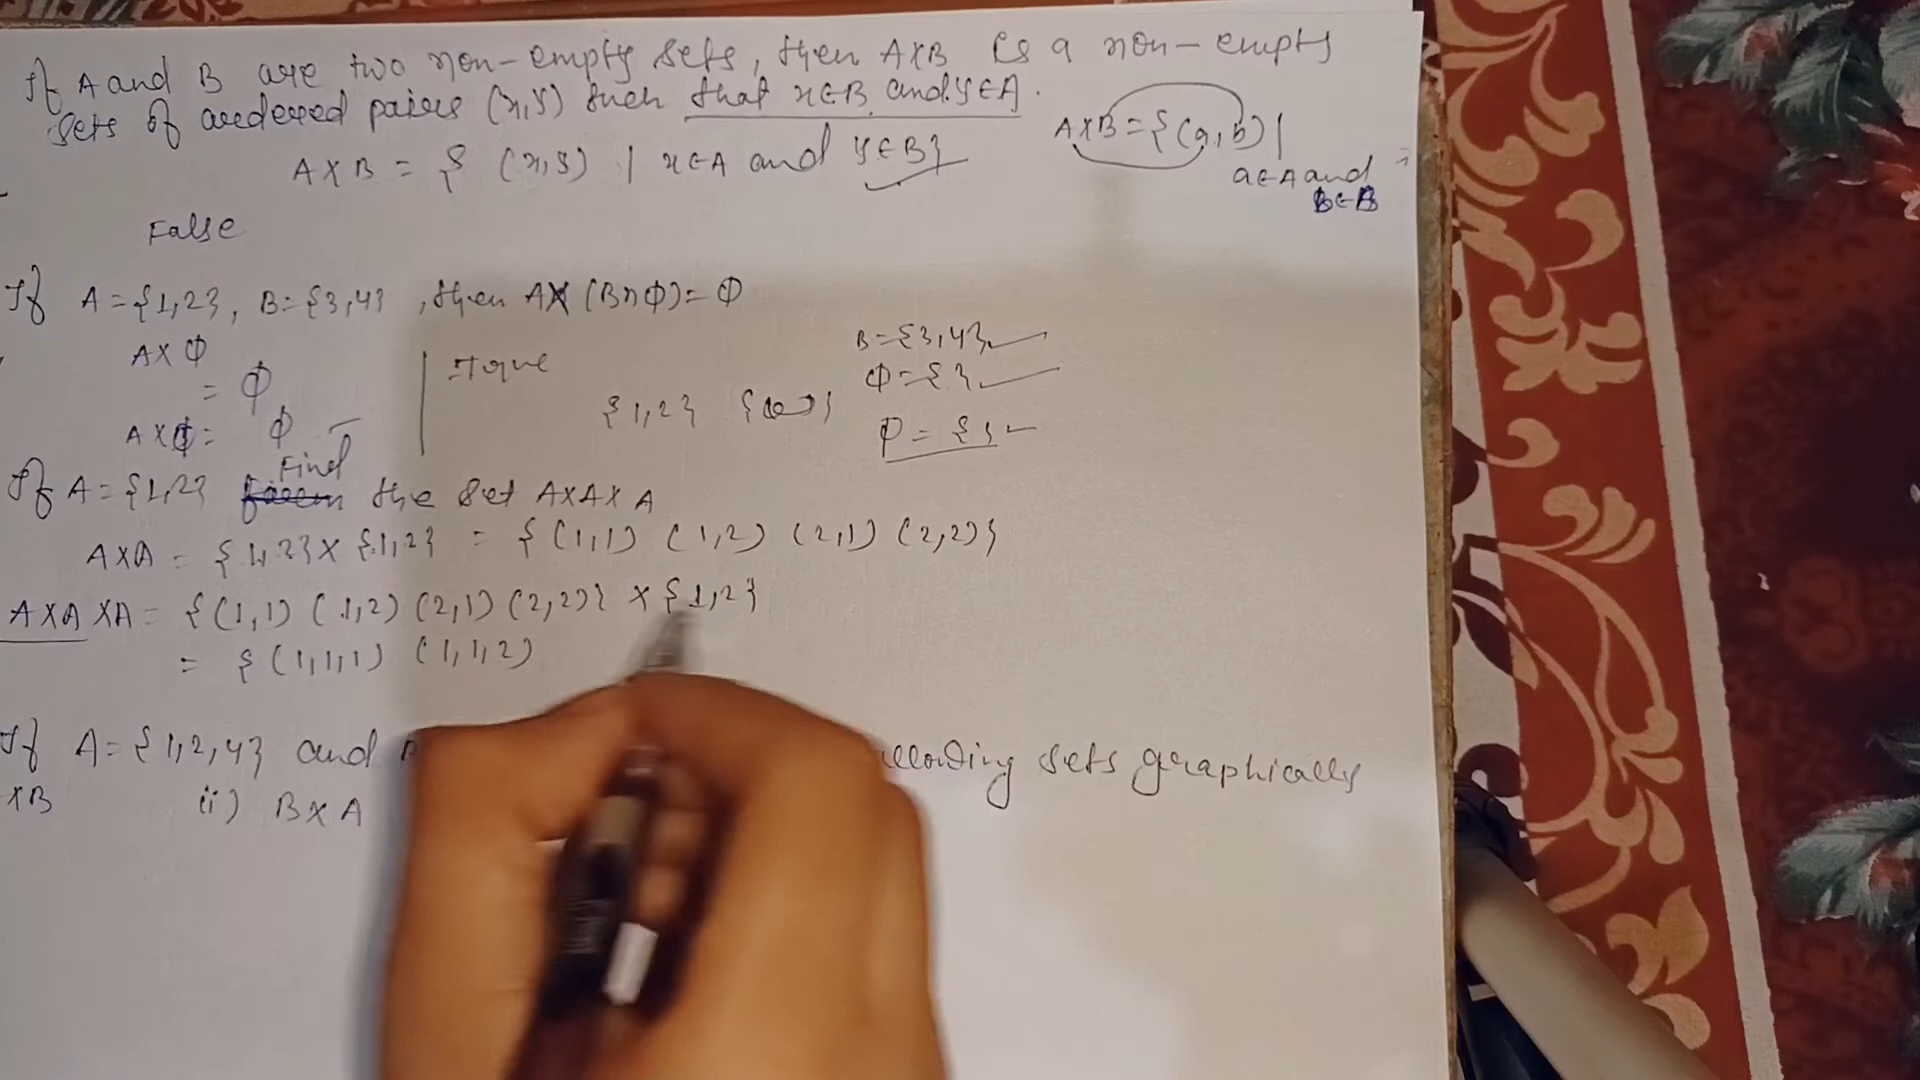 If A and B are two non-empty sets, then A×B is a non-empty
sets of ordered pairs (x,y) such that x∈B and y∈A.
A×B = { (x,y) | x∈A and y∈B}
A×B = {(a,b) |
a∈A and
b∈B
False
If A = {1,2}, B = {3,4}, then A×(B∩Φ) = Φ
A×Φ
= Φ
A×Φ = Φ
True
{1,2}
B = {3,4}
Φ = { }
Φ = { }
If A = {1,2} Find the set A×A×A
A×A = {1,2}×{1,2} = {(1,1) (1,2) (2,1) (2,2)}
A×A×A = {(1,1) (1,2) (2,1) (2,2)} × {1,2}
= {(1,1,1) (1,1,2)
If A = {1,2,4} and sets graphically
×B ii) B×A